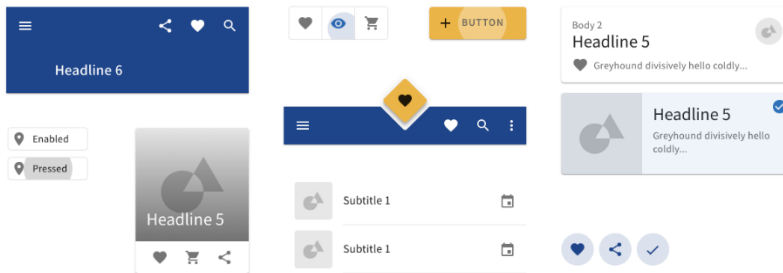 Headline 6
Enabled
Pressed
Headline 5
BUTTON
Subtitle 1
Subtitle 1
Body 2
Headline 5
Greyhound divisively hello coldly...
Headline 5
Greyhound divisively hello
coldly...